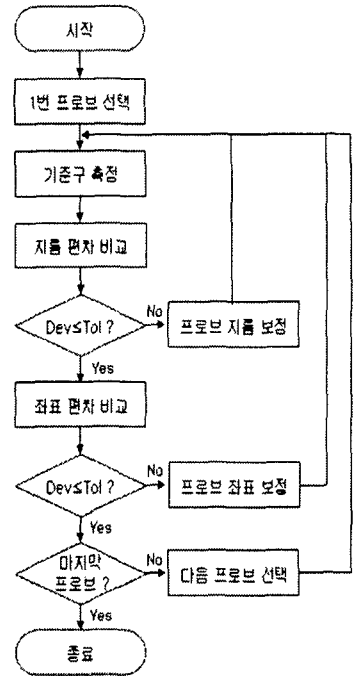 시작
1번 프로브 선택
기준구 측정
지름 편차 비교
Dev≤Tol ?
No
프로브 지름 보정
Yes
좌표 편차 비교
Dev≤Tol ?
No
프로브 좌표 보정
Yes
마지막
프로브 ?
No
다음 프로브 선택
Yes
종료